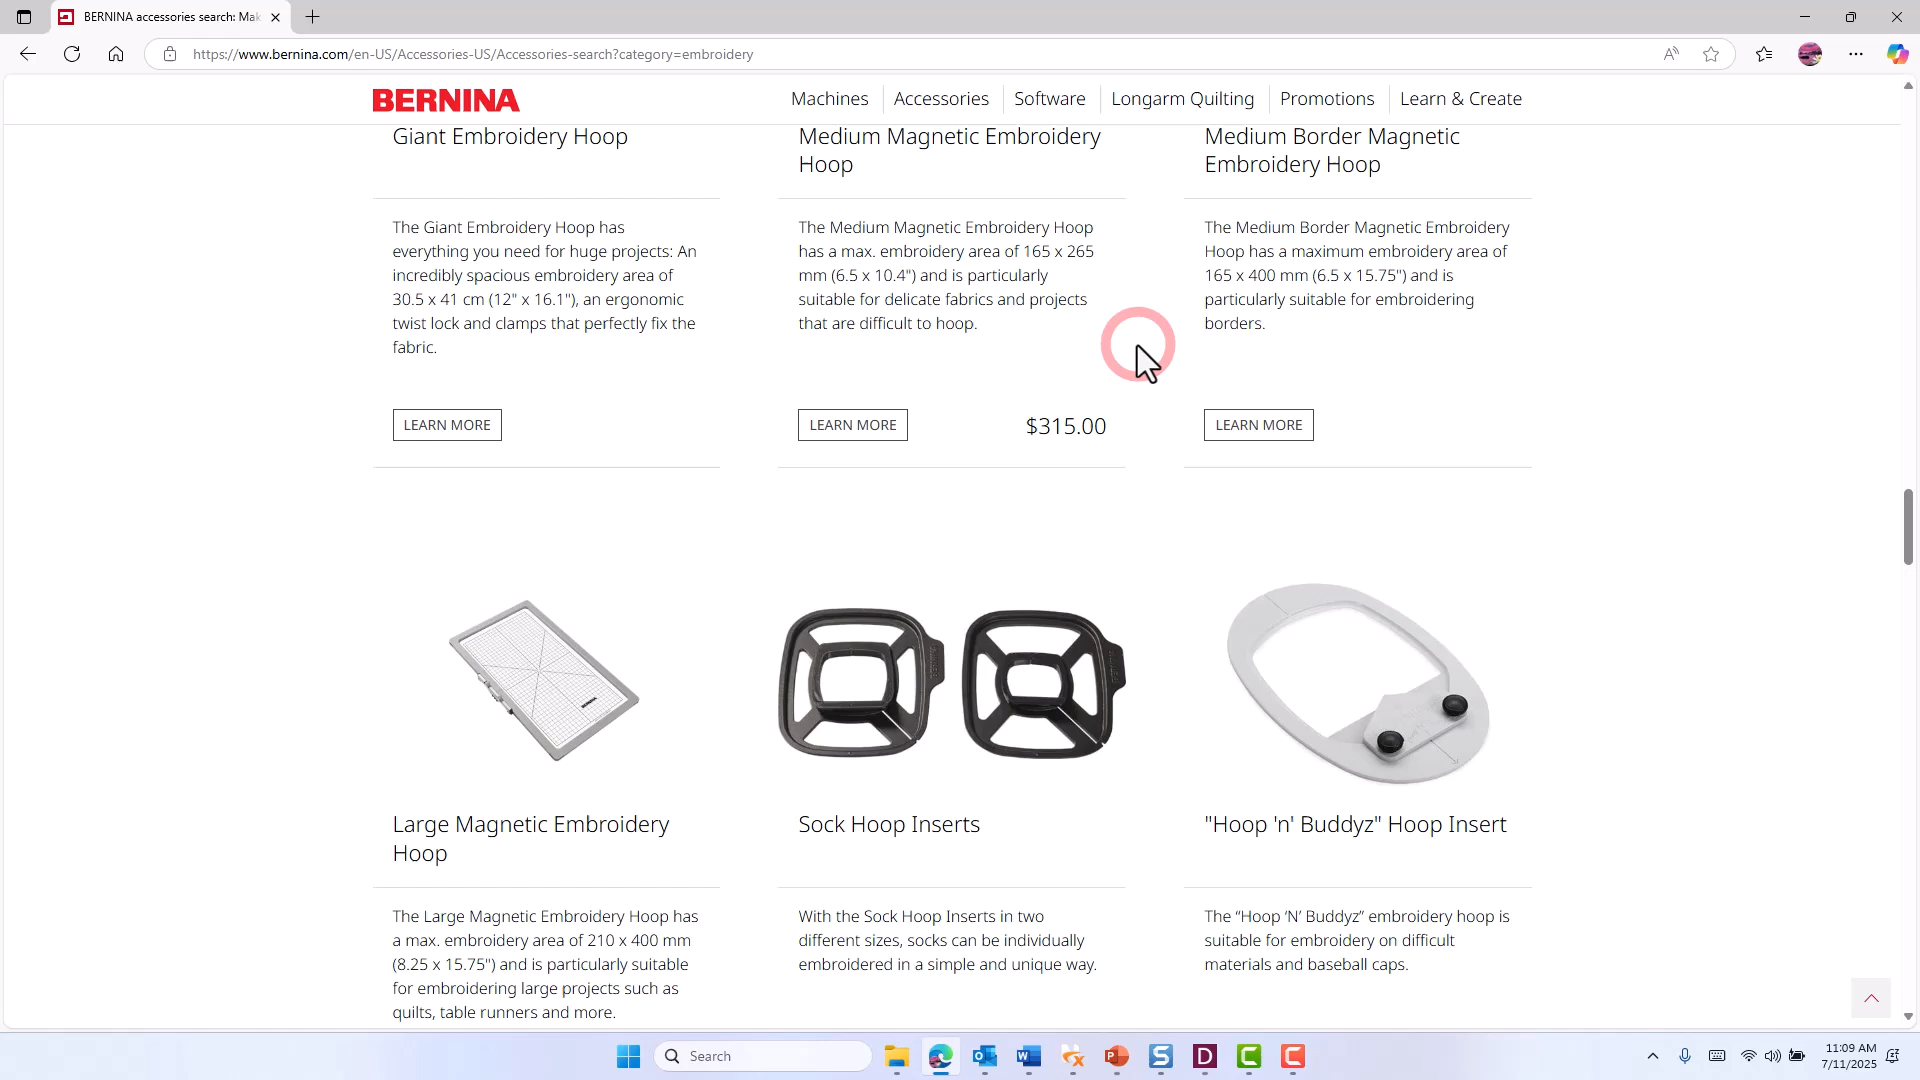 BERNINA accessories search: Mak
https://www.bernina.com/en-US/Accessories-US/Accessories-search?category=embroidery
BERNINA
Machines
Accessories
Software
Longarm Quilting
Promotions
Learn & Create
Giant Embroidery Hoop
The Giant Embroidery Hoop has
everything you need for huge projects: An
incredibly spacious embroidery area of
30.5 x 41 cm (12" x 16.1"), an ergonomic
twist lock and clamps that perfectly fix the
fabric.
LEARN MORE
Medium Magnetic Embroidery
Hoop
The Medium Magnetic Embroidery Hoop
has a max. embroidery area of 165 x 265
mm (6.5 x 10.4") and is particularly
suitable for delicate fabrics and projects
that are difficult to hoop.
LEARN MORE
$315.00
Medium Border Magnetic
Embroidery Hoop
The Medium Border Magnetic Embroidery
Hoop has a maximum embroidery area of
165 x 400 mm (6.5 x 15.75") and is
particularly suitable for embroidering
borders.
LEARN MORE
BERNINA
Large Magnetic Embroidery
Hoop
The Large Magnetic Embroidery Hoop has
a max. embroidery area of 210 x 400 mm
(8.25 x 15.75") and is particularly suitable
for embroidering large projects such as
quilts, table runners and more.
Sock Hoop Inserts
With the Sock Hoop Inserts in two
different sizes, socks can be individually
embroidered in a simple and unique way.
"Hoop 'n' Buddyz" Hoop Insert
The “Hoop ‘N’ Buddyz” embroidery hoop is
suitable for embroidery on difficult
materials and baseball caps.
Search
11:09 AM
7/11/2025